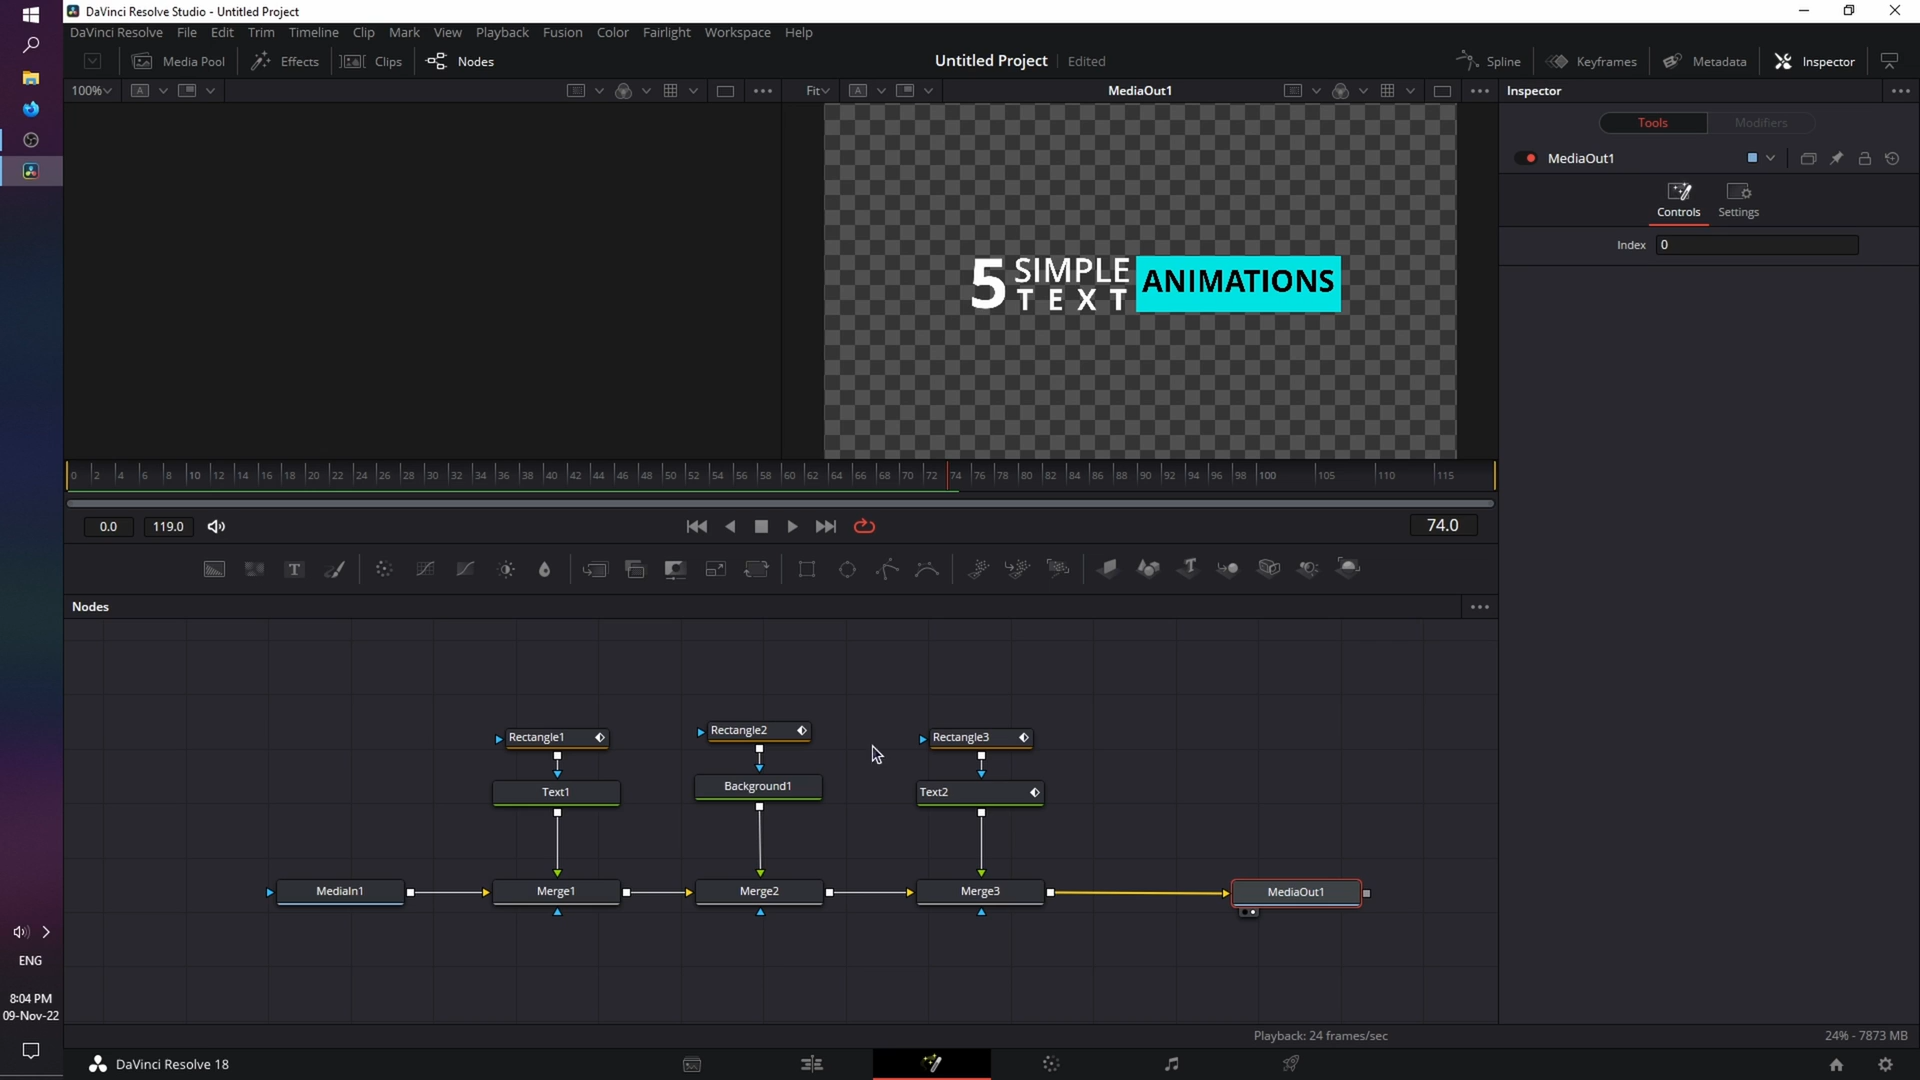 DaVinci Resolve Studio - Untitled Project
DaVinci Resolve File Edit Trim Timeline Clip Mark View Playback Fusion Color Fairlight Workspace Help
Media Pool Effects Clips Nodes
Untitled Project Edited
Spline Keyframes Metadata Inspector
100% A
Fit A MediaOut1
Inspector
Tools Modifiers
MediaOut1
Controls Settings
Index 0
5 SIMPLE
TEXT
ANIMATIONS
0 2 4 6 8 10 12 14 16 18 20 22 24 26 28 30 32 34 36 38 40 42 44 46 48 50 52 54 56 58 60 62 64 66 68 70 72 74 76 78 80 82 84 86 88 90 92 94 96 98 100 105 110 115
0.0 119.0 74.0
T
Nodes
Rectangle1 Rectangle2 Rectangle3
Text1 Background1 Text2
MediaIn1 Merge1 Merge2 Merge3 MediaOut1
ENG
8:04 PM
09-Nov-22
Playback: 24 frames/sec
24% - 7873 MB
DaVinci Resolve 18